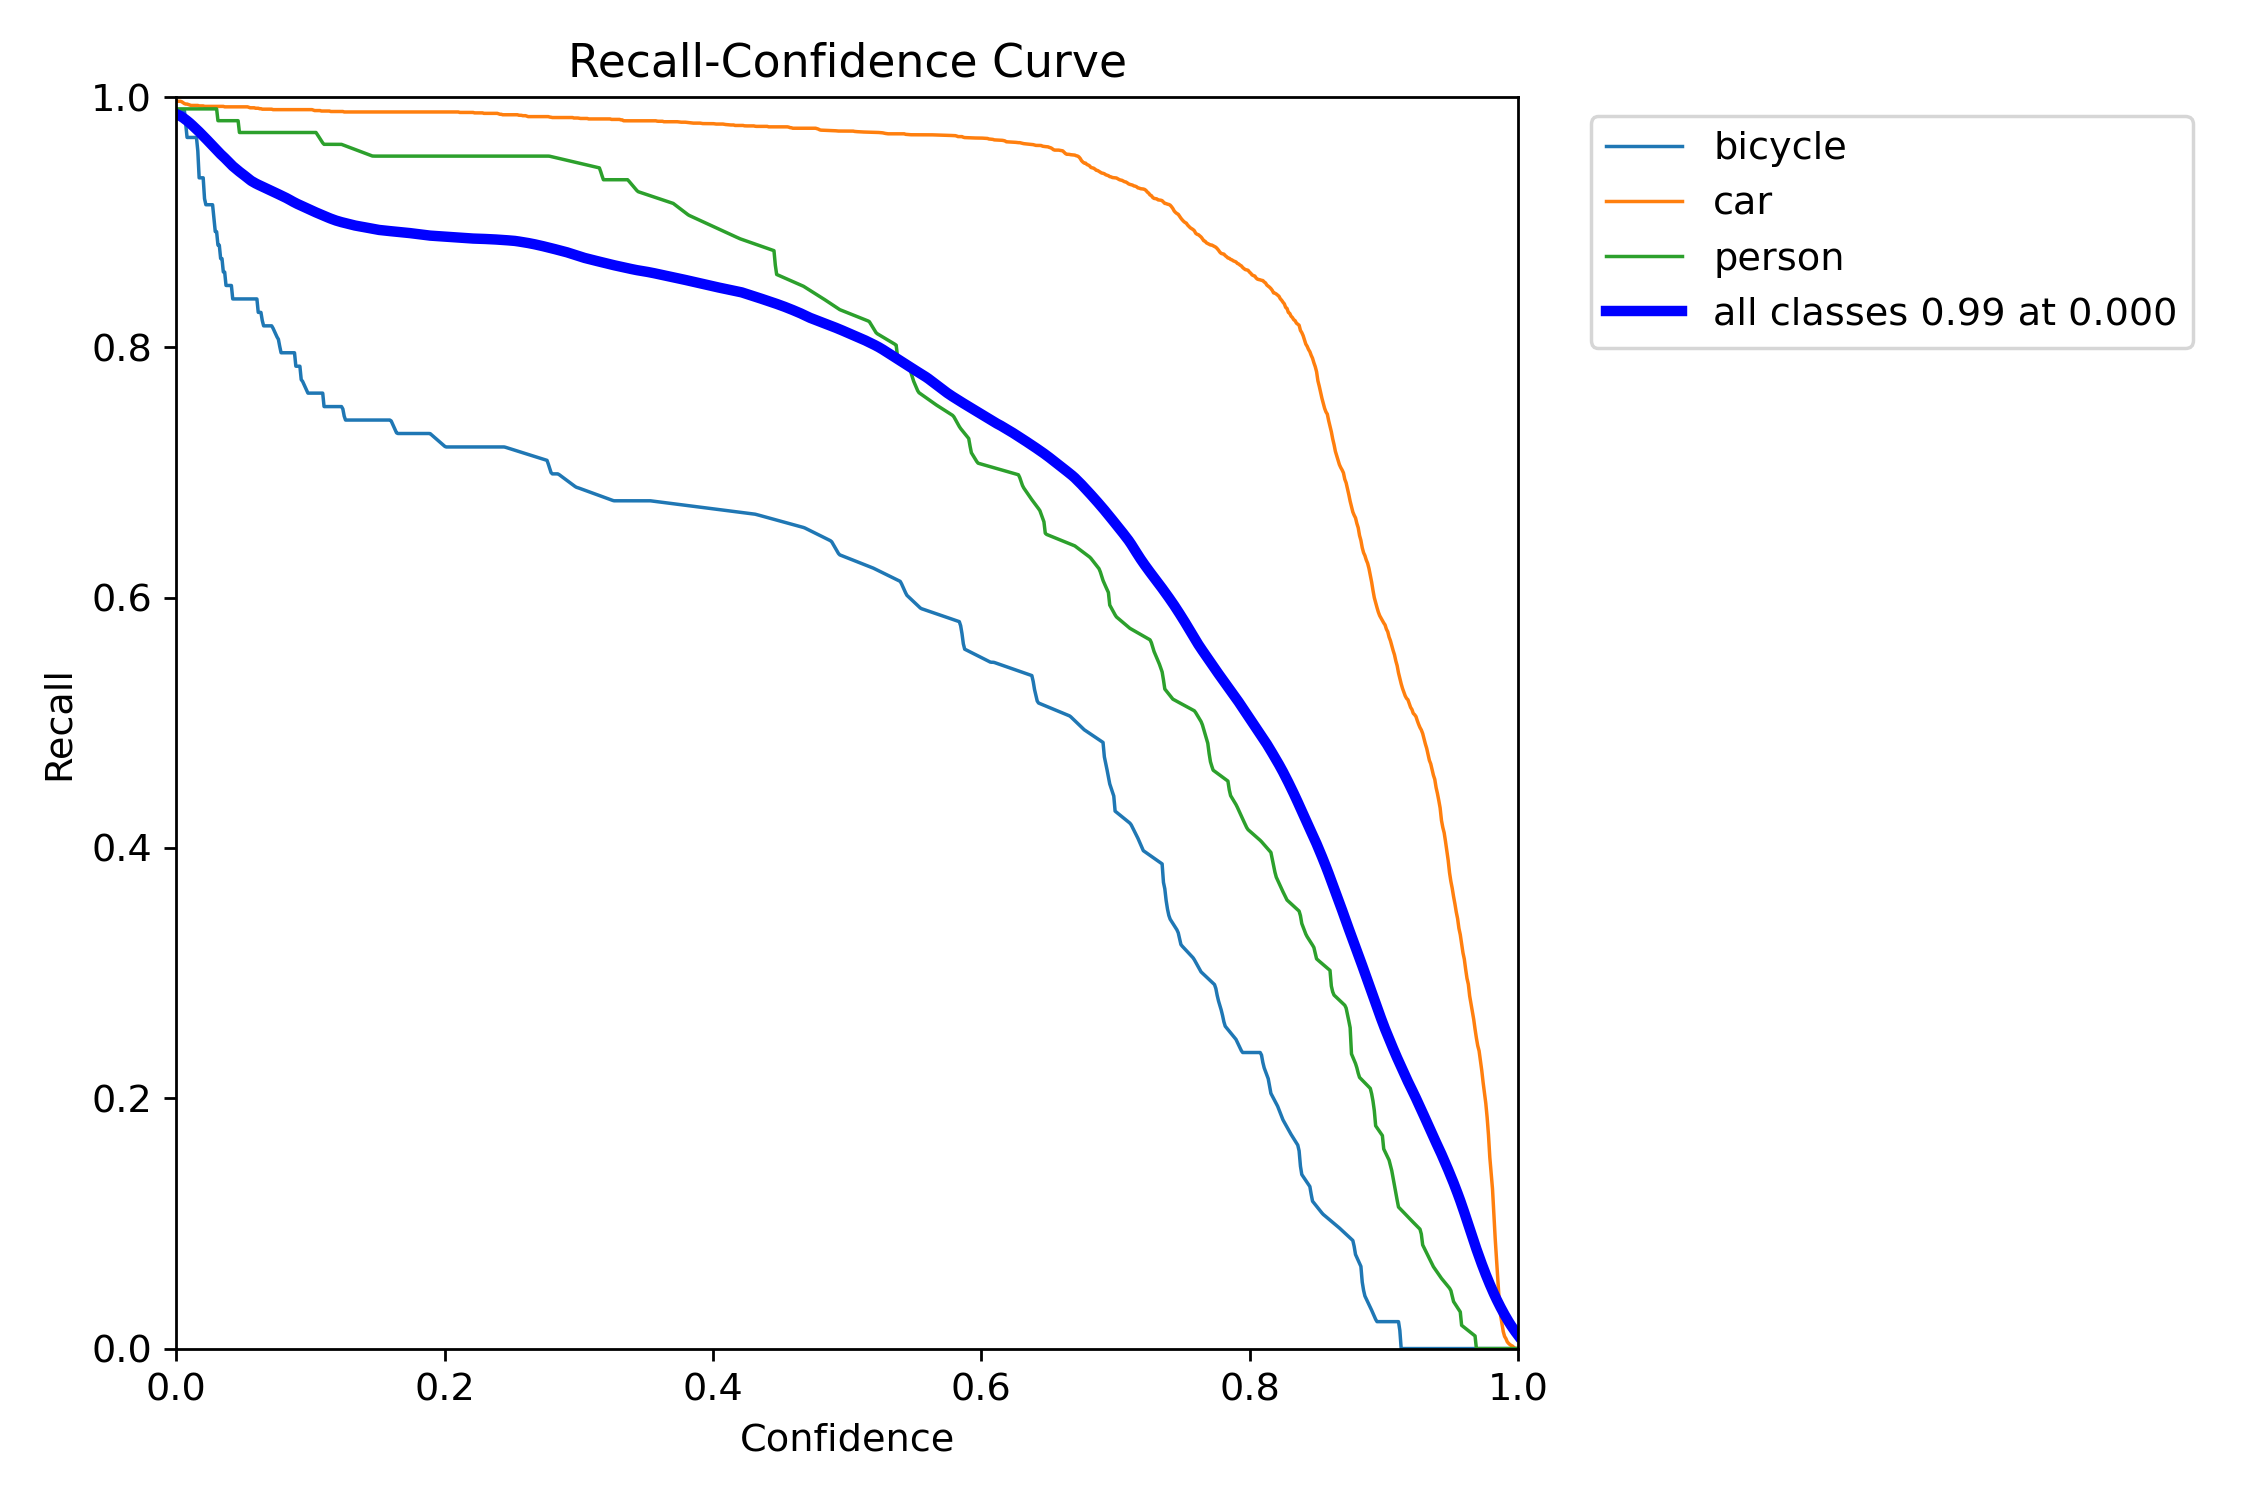 Recall-Confidence Curve
1.0
0.8
0.6
0.4
0.2
0.0
Recall
0.0 0.2 0.4 0.6 0.8 1.0
Confidence
bicycle
car
person
all classes 0.99 at 0.000